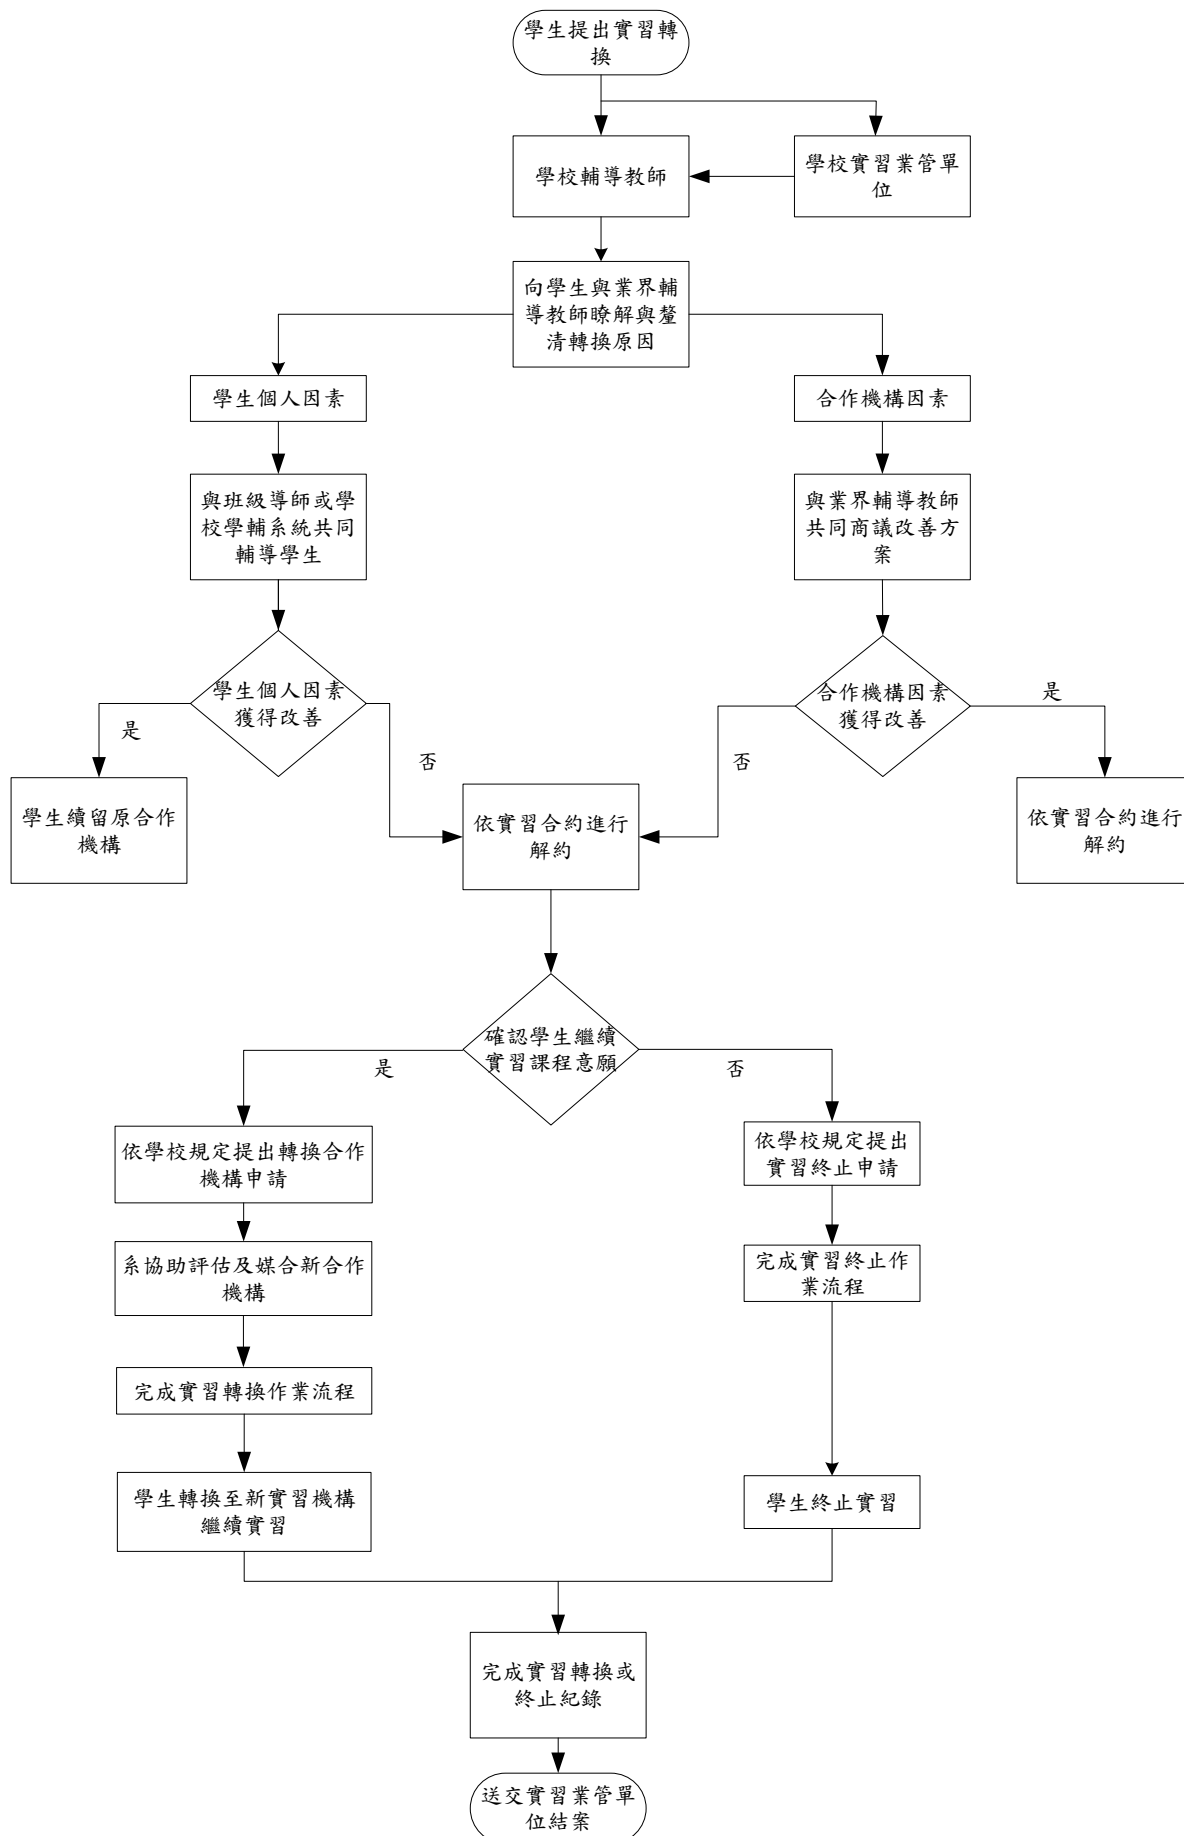 學生提出實習轉
換
學校輔導教師
學校實習業管單
位
向學生與業界輔
導教師瞭解與釐
清轉換原因
學生個人因素
合作機構因素
與班級導師或學
校學輔系統共同
輔導學生
與業界輔導教師
共同商議改善方
案
學生個人因素
獲得改善
合作機構因素
獲得改善
是
否
否
是
學生續留原合作
機構
依實習合約進行
解約
依實習合約進行
解約
確認學生繼續
實習課程意願
是
否
依學校規定提出轉換合作
機構申請
依學校規定提出
實習終止申請
系協助評估及媒合新合作
機構
完成實習終止作
業流程
完成實習轉換作業流程
學生轉換至新實習機構
繼續實習
學生終止實習
完成實習轉換或
終止紀錄
送交實習業管單
位結案